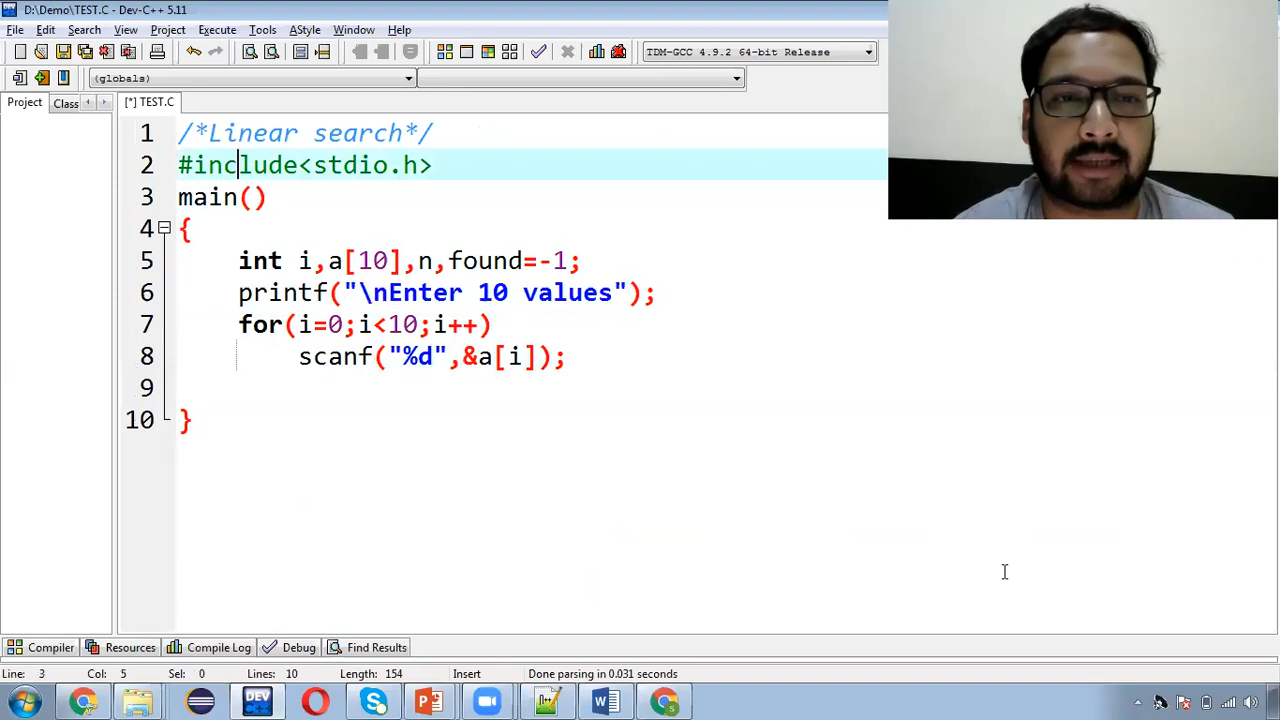 D:\Demo\TEST.C - Dev-C++ 5.11
File Edit Search View Project Execute Tools AStyle Window Help
TDM-GCC 4.9.2 64-bit Release
(globals)
Project Class [*] TEST.C
1 /*Linear search*/
2 #include<stdio.h>
3 main()
4 {
5 int i,a[10],n,found=-1;
6 printf("\nEnter 10 values");
7 for(i=0;i<10;i++)
8 scanf("%d",&a[i]);
9
10 }
Compiler Resources Compile Log Debug Find Results
Line: 3 Col: 5 Sel: 0 Lines: 10 Length: 154 Insert Done parsing in 0.031 seconds
DEV C++ S P W